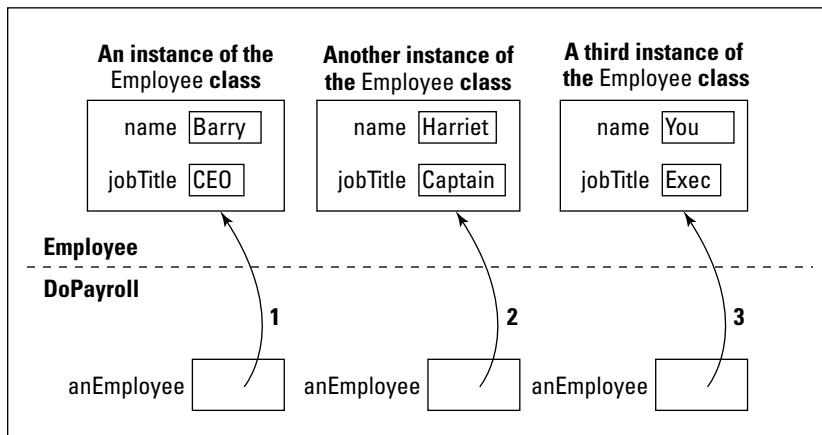 An instance of the
Employee class
Another instance of
the Employee class
A third instance of
the Employee class
name Barry
jobTitle CEO
name Harriet
jobTitle Captain
name You
jobTitle Exec
Employee
DoPayroll
1
2
3
anEmployee
anEmployee
anEmployee